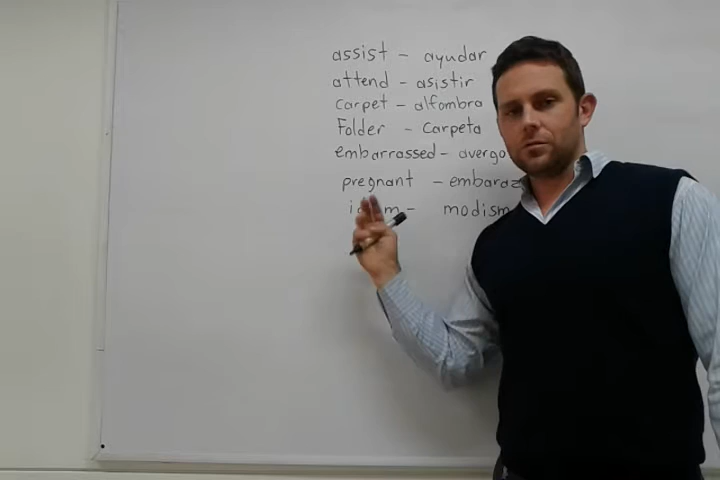 assist - ayudar
attend - asistir
carpet - alfombra
Folder - Carpeta
embarrassed -
pregnant -
-